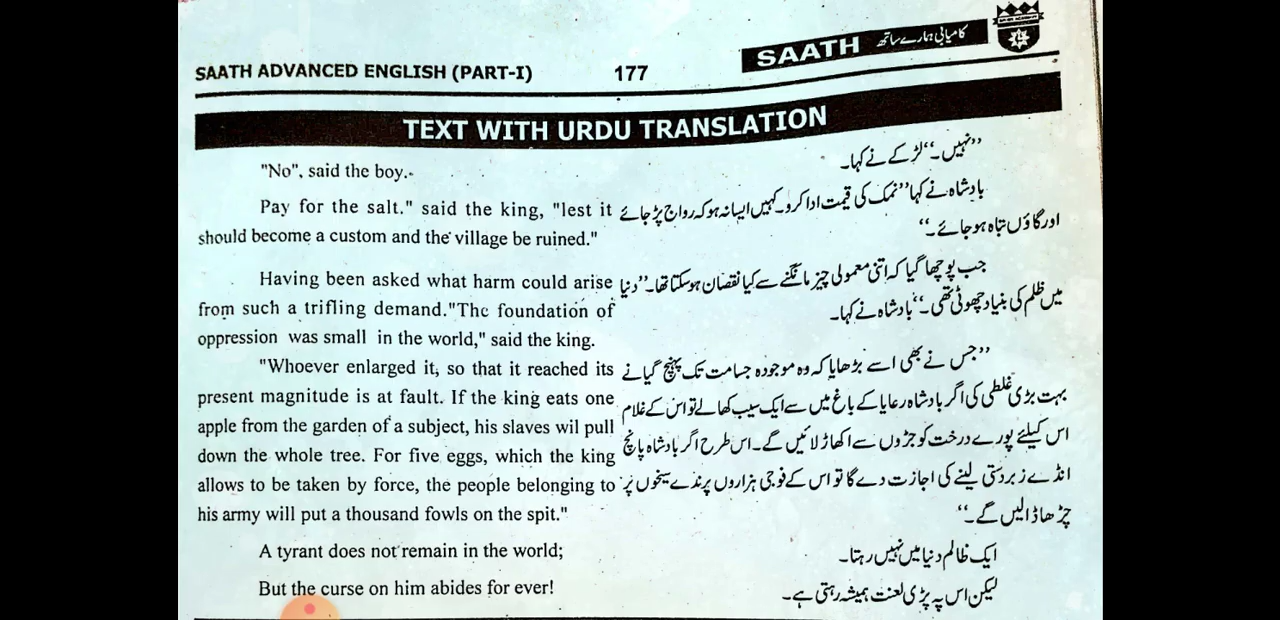 SAATH ADVANCED ENGLISH (PART-I)
177
SAATH کامیابی ہمارے ساتھ
TEXT WITH URDU TRANSLATION
"No", said the boy.
Pay for the salt." said the king, "lest it
should become a custom and the village be ruined."
Having been asked what harm could arise
from such a trifling demand."The foundation of
oppression was small in the world," said the king.
"Whoever enlarged it, so that it reached its
present magnitude is at fault. If the king eats one
apple from the garden of a subject, his slaves wil pull
down the whole tree. For five eggs, which the king
allows to be taken by force, the people belonging to
his army will put a thousand fowls on the spit."
A tyrant does not remain in the world;
But the curse on him abides for ever!
”نہیں۔“ لڑکے نے کہا۔
بادشاہ نے کہا ”نمک کی قیمت ادا کرو۔ کہیں ایسا نہ ہو کہ رواج پڑ جائے
اور گاؤں تباہ ہو جائے۔“
جب پوچھا گیا کہ اتنی معمولی چیز مانگنے سے کیا نقصان ہو سکتا تھا۔ ”دنیا
میں ظلم کی بنیاد چھوٹی تھی۔“ بادشاہ نے کہا۔
”جس نے بھی اسے بڑھایا کہ وہ موجودہ جسامت تک پہنچ گیا نے
بہت بڑی غلطی کی اگر بادشاہ رعایا کے باغ میں سے ایک سیب کھالے تو اس کے غلام
اس کیلئے پورے درخت کو جڑوں سے اکھاڑ لائیں گے۔ اس طرح اگر بادشاہ پانچ
انڈے زبردستی لینے کی اجازت دے گا تو اس کے فوجی ہزاروں پرندے سیخوں پر
چڑھا ڈالیں گے۔“
ایک ظالم دنیا میں نہیں رہتا۔
لیکن اس پہ پڑی لعنت ہمیشہ رہتی ہے۔